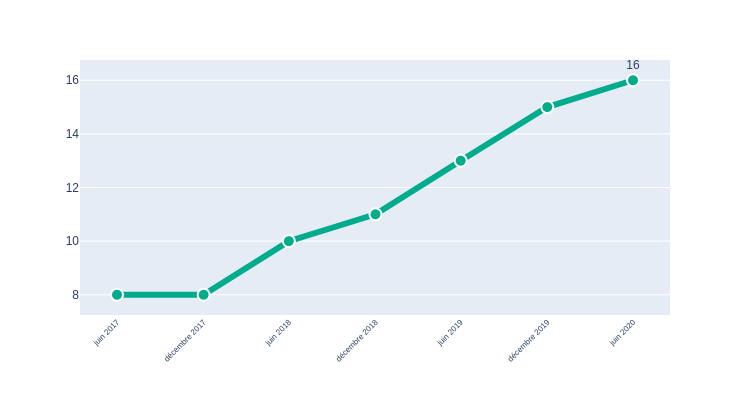 16
16
14
12
10
8
juin 2017
décembre 2017
juin 2018
décembre 2018
juin 2019
décembre 2019
juin 2020